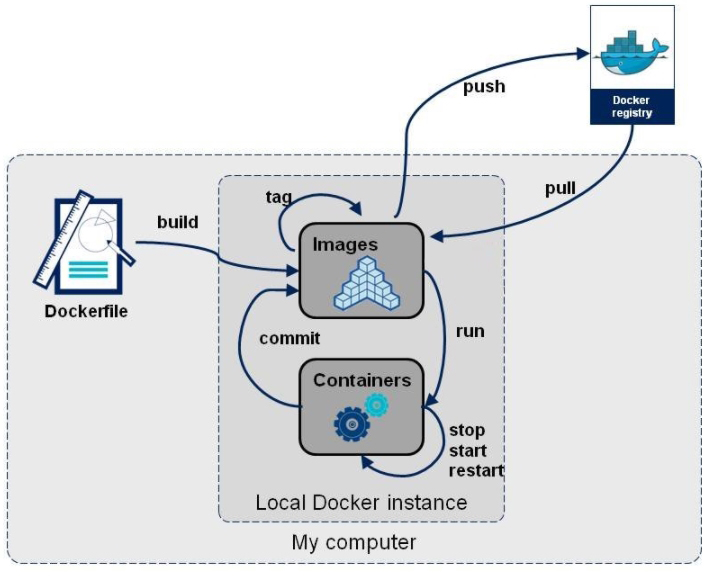 push
Docker
registry
pull
tag
build
Images
Dockerfile
commit
run
Containers
stop
start
restart
Local Docker instance
My computer